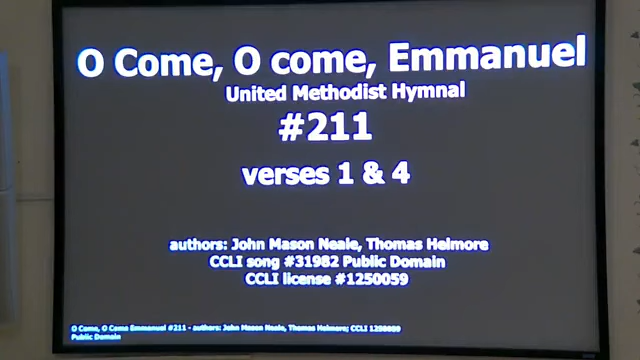 O Come, O come, Emmanuel
United Methodist Hymnal
#211
verses 1 & 4
authors: John Mason Neale, Thomas Helmore
CCLI song #31982 Public Domain
CCLI license #1250059
O Come, O Come Emmanuel #211 - authors: John Mason Neale, Thomas Helmore; CCLI 1250059
Public Domain